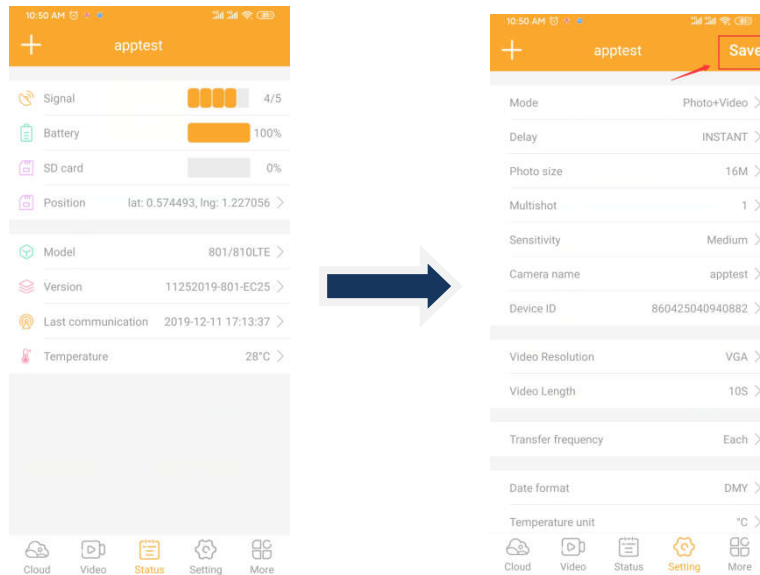 10:50 AM
apptest
Signal 4/5
Battery 100%
SD card 0%
Position lat: 0.574493, lng: 1.227056
Model 801/810LTE
Version 11252019-801-EC25
Last communication 2019-12-11 17:13:37
Temperature 28°C
Cloud Video Status Setting More
10:50 AM
apptest Save
Mode Photo+Video
Delay INSTANT
Photo size 16M
Multishot 1
Sensitivity Medium
Camera name apptest
Device ID 860425040940882
Video Resolution VGA
Video Length 10S
Transfer frequency Each
Date format DMY
Temperature unit °C
Cloud Video Status Setting More